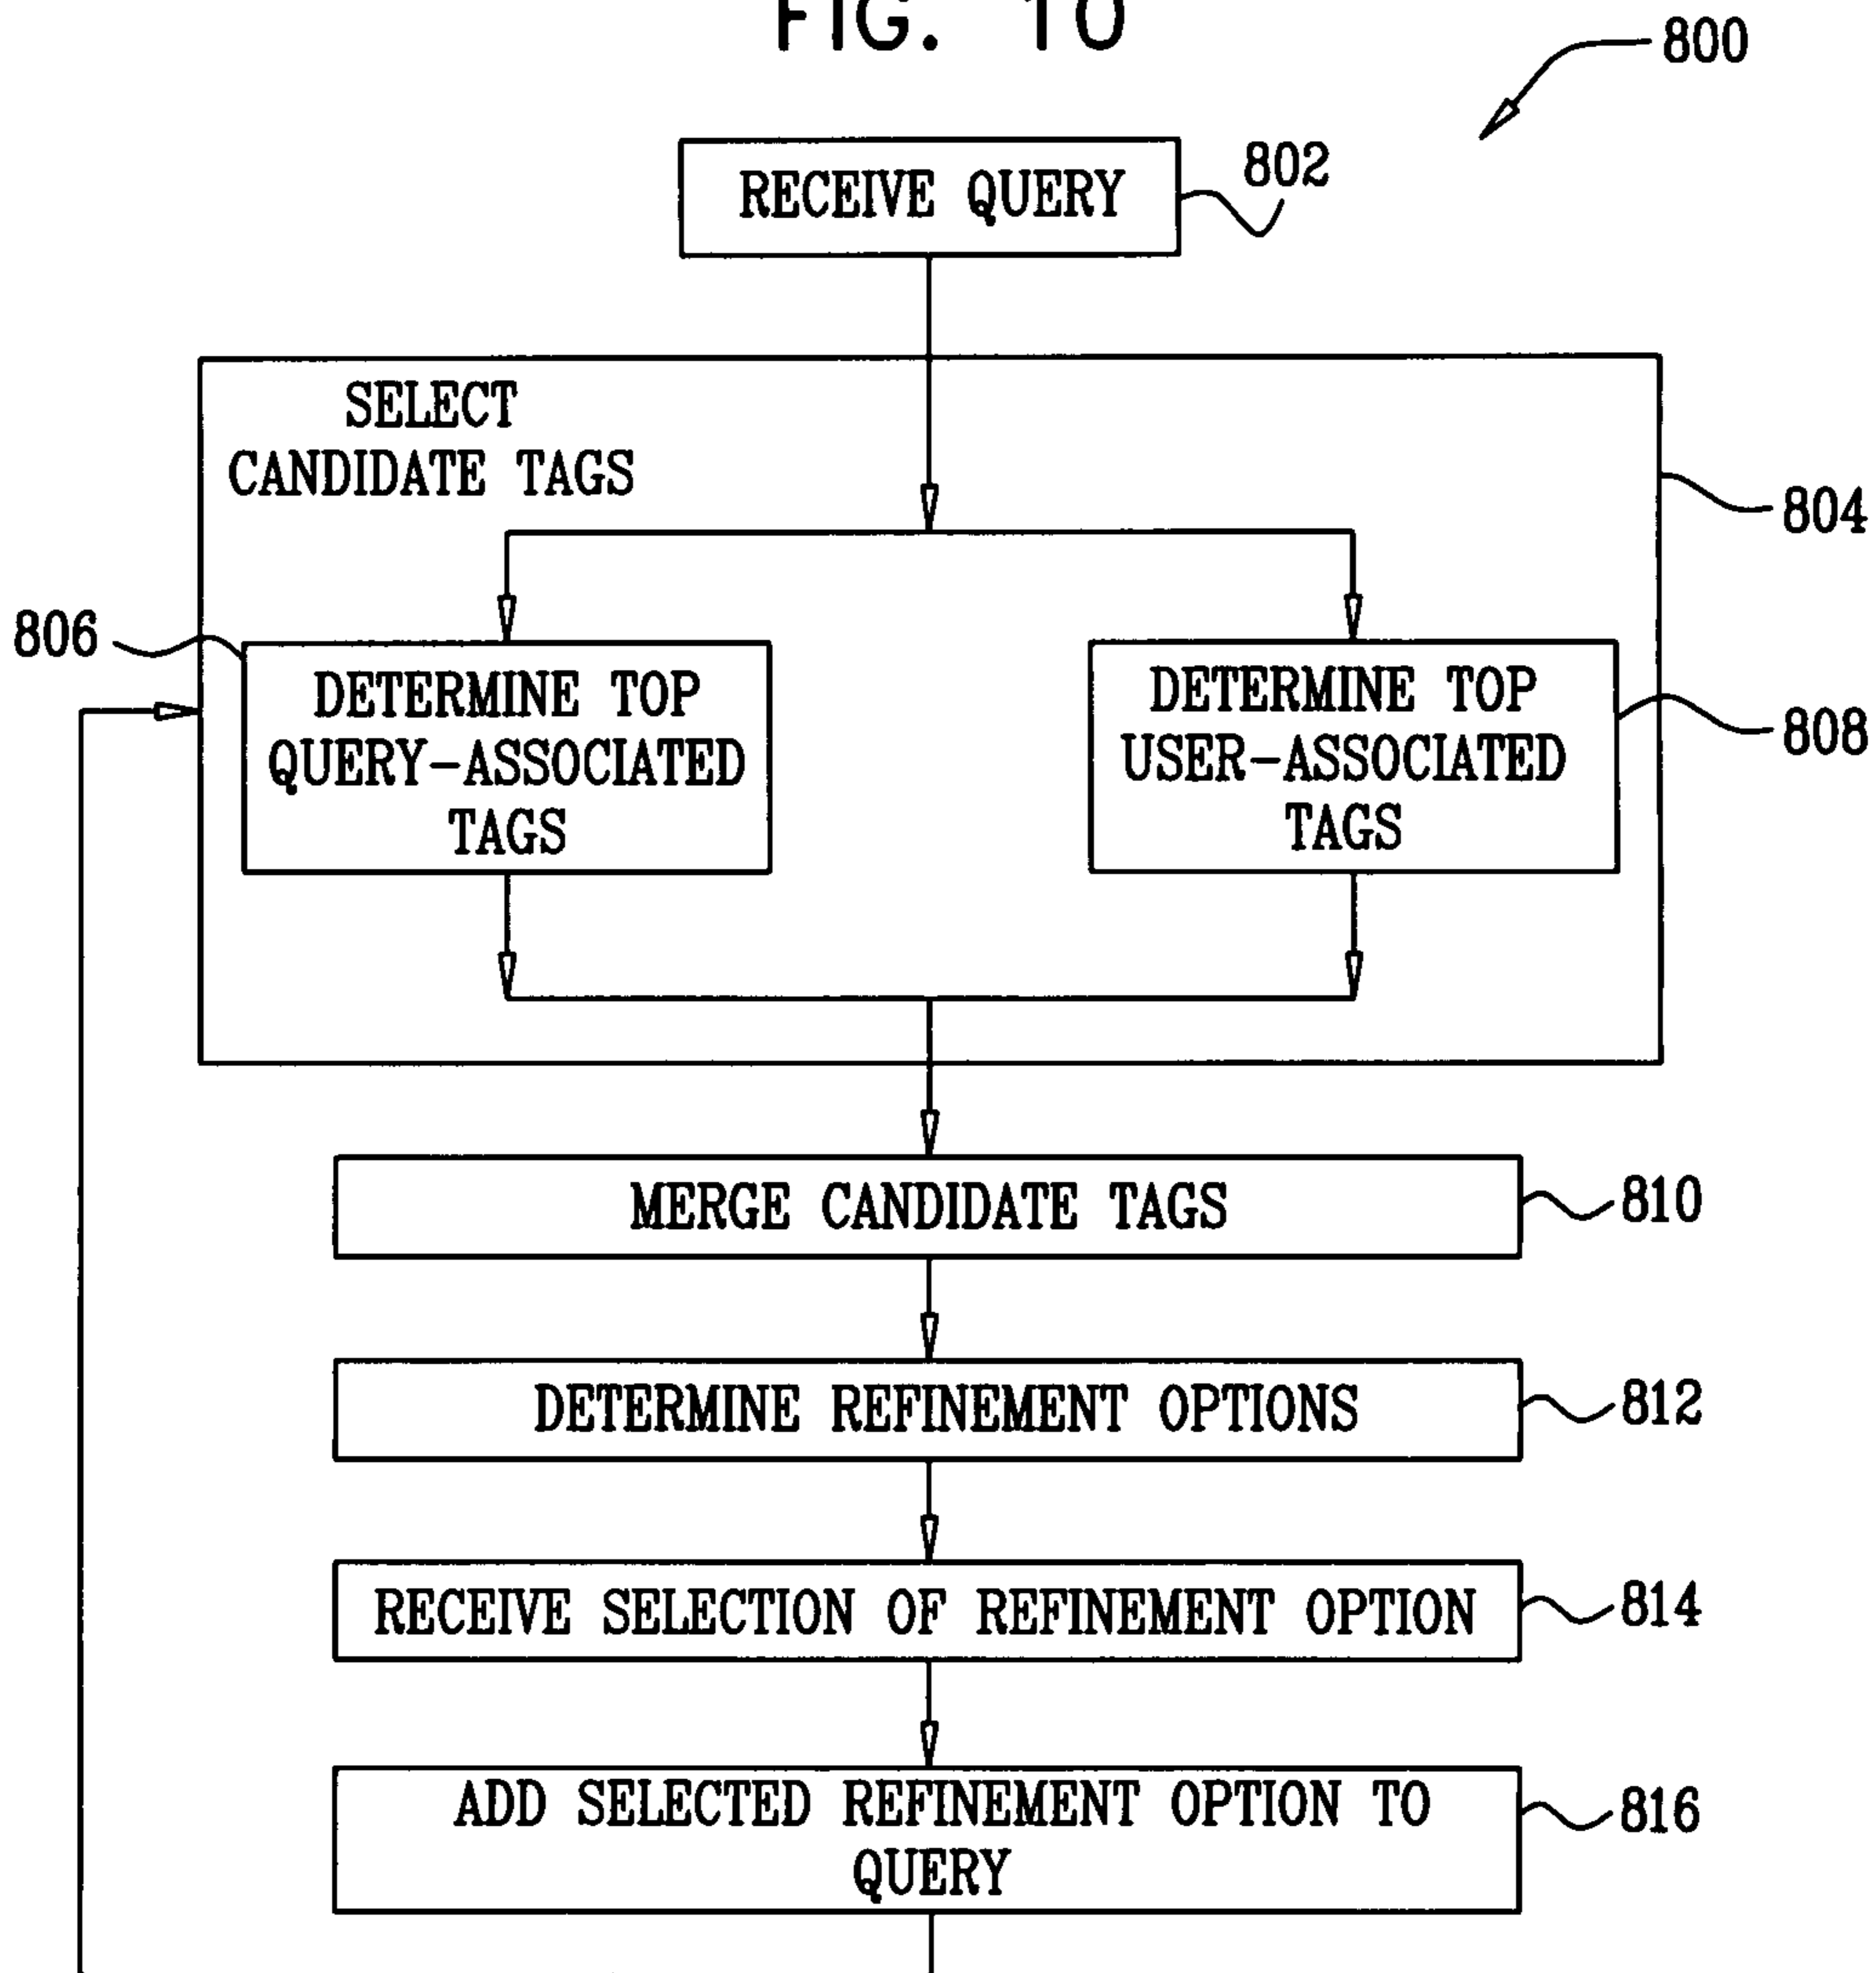 FIG. 10
800
RECEIVE QUERY
802
SELECT
CANDIDATE TAGS
804
806
DETERMINE TOP
QUERY-ASSOCIATED
TAGS
DETERMINE TOP
USER-ASSOCIATED
TAGS
808
MERGE CANDIDATE TAGS
810
DETERMINE REFINEMENT OPTIONS
812
RECEIVE SELECTION OF REFINEMENT OPTION
814
ADD SELECTED REFINEMENT OPTION TO
QUERY
816